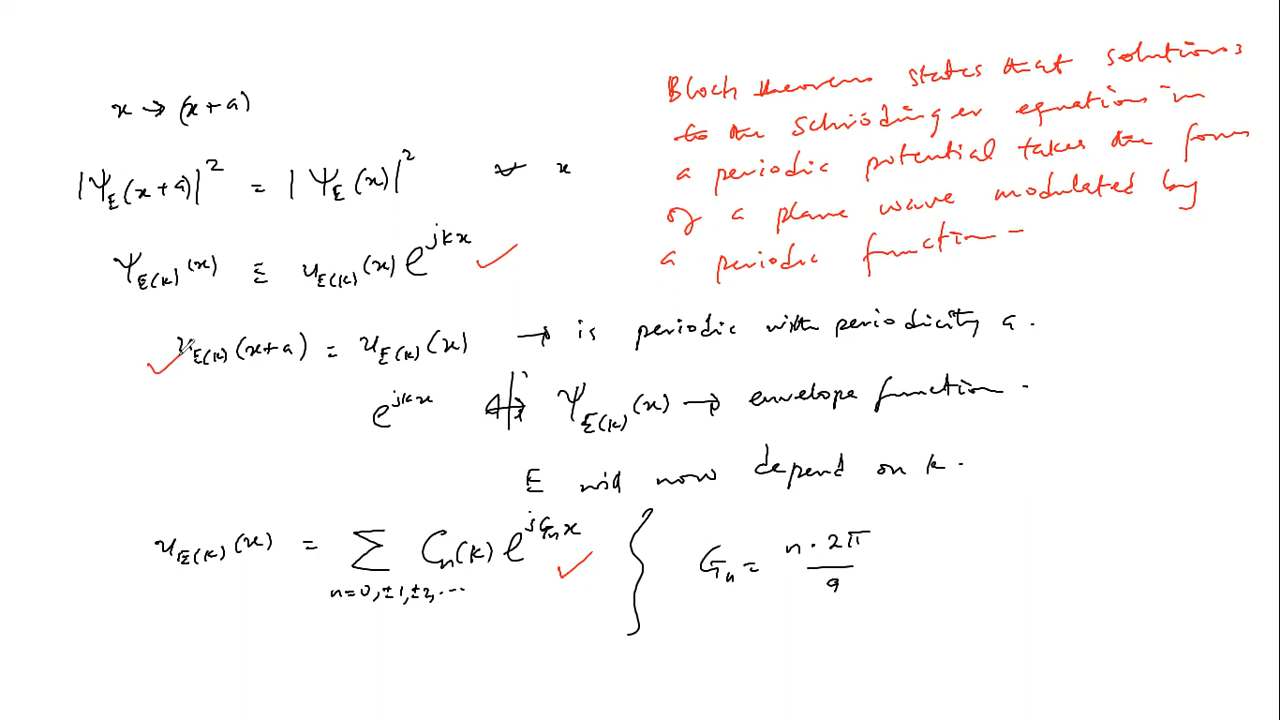 x → (x+a)
|Ψ_E(x+a)|² = |Ψ_E(x)|² ∀ x
Ψ_E(k)(x) ≡ u_E(k)(x) e^{jkx} ✓
✓ u_E(k)(x+a) = u_E(k)(x) → is periodic with periodicity a.
e^{jkx} Ψ_E(k)(x) → envelope function.
E will now depend on k.
u_E(k)(x) = ∑_{n=0,±1,±2,...} C_n(k) e^{jG_n x} ✓ } G_n = n·2π/a
Bloch theorem states that solutions
to the Schrödinger equations in
a periodic potential takes the form
of a plane wave modulated by
a periodic function -